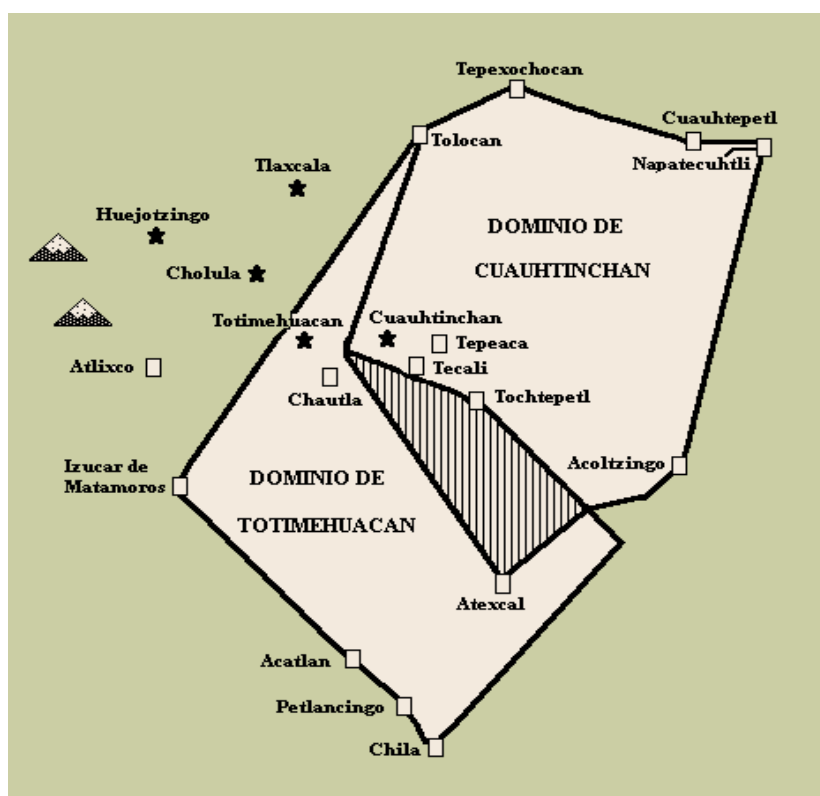 Tepexochocan
Cuauhtepetl
Tolocan
Napatecuhtli
Tlaxcala
Huejotzingo
DOMINIO DE
CUAUHTINCHAN
Cholula
Totimehuacan
Cuauhtinchan
Tepeaca
Atlixco
Tecali
Chautla
Tochtepetl
Izucar de
Matamoros
Acoltzingo
DOMINIO DE
TOTIMEHUACAN
Atexcal
Acatlan
Petlancingo
Chila